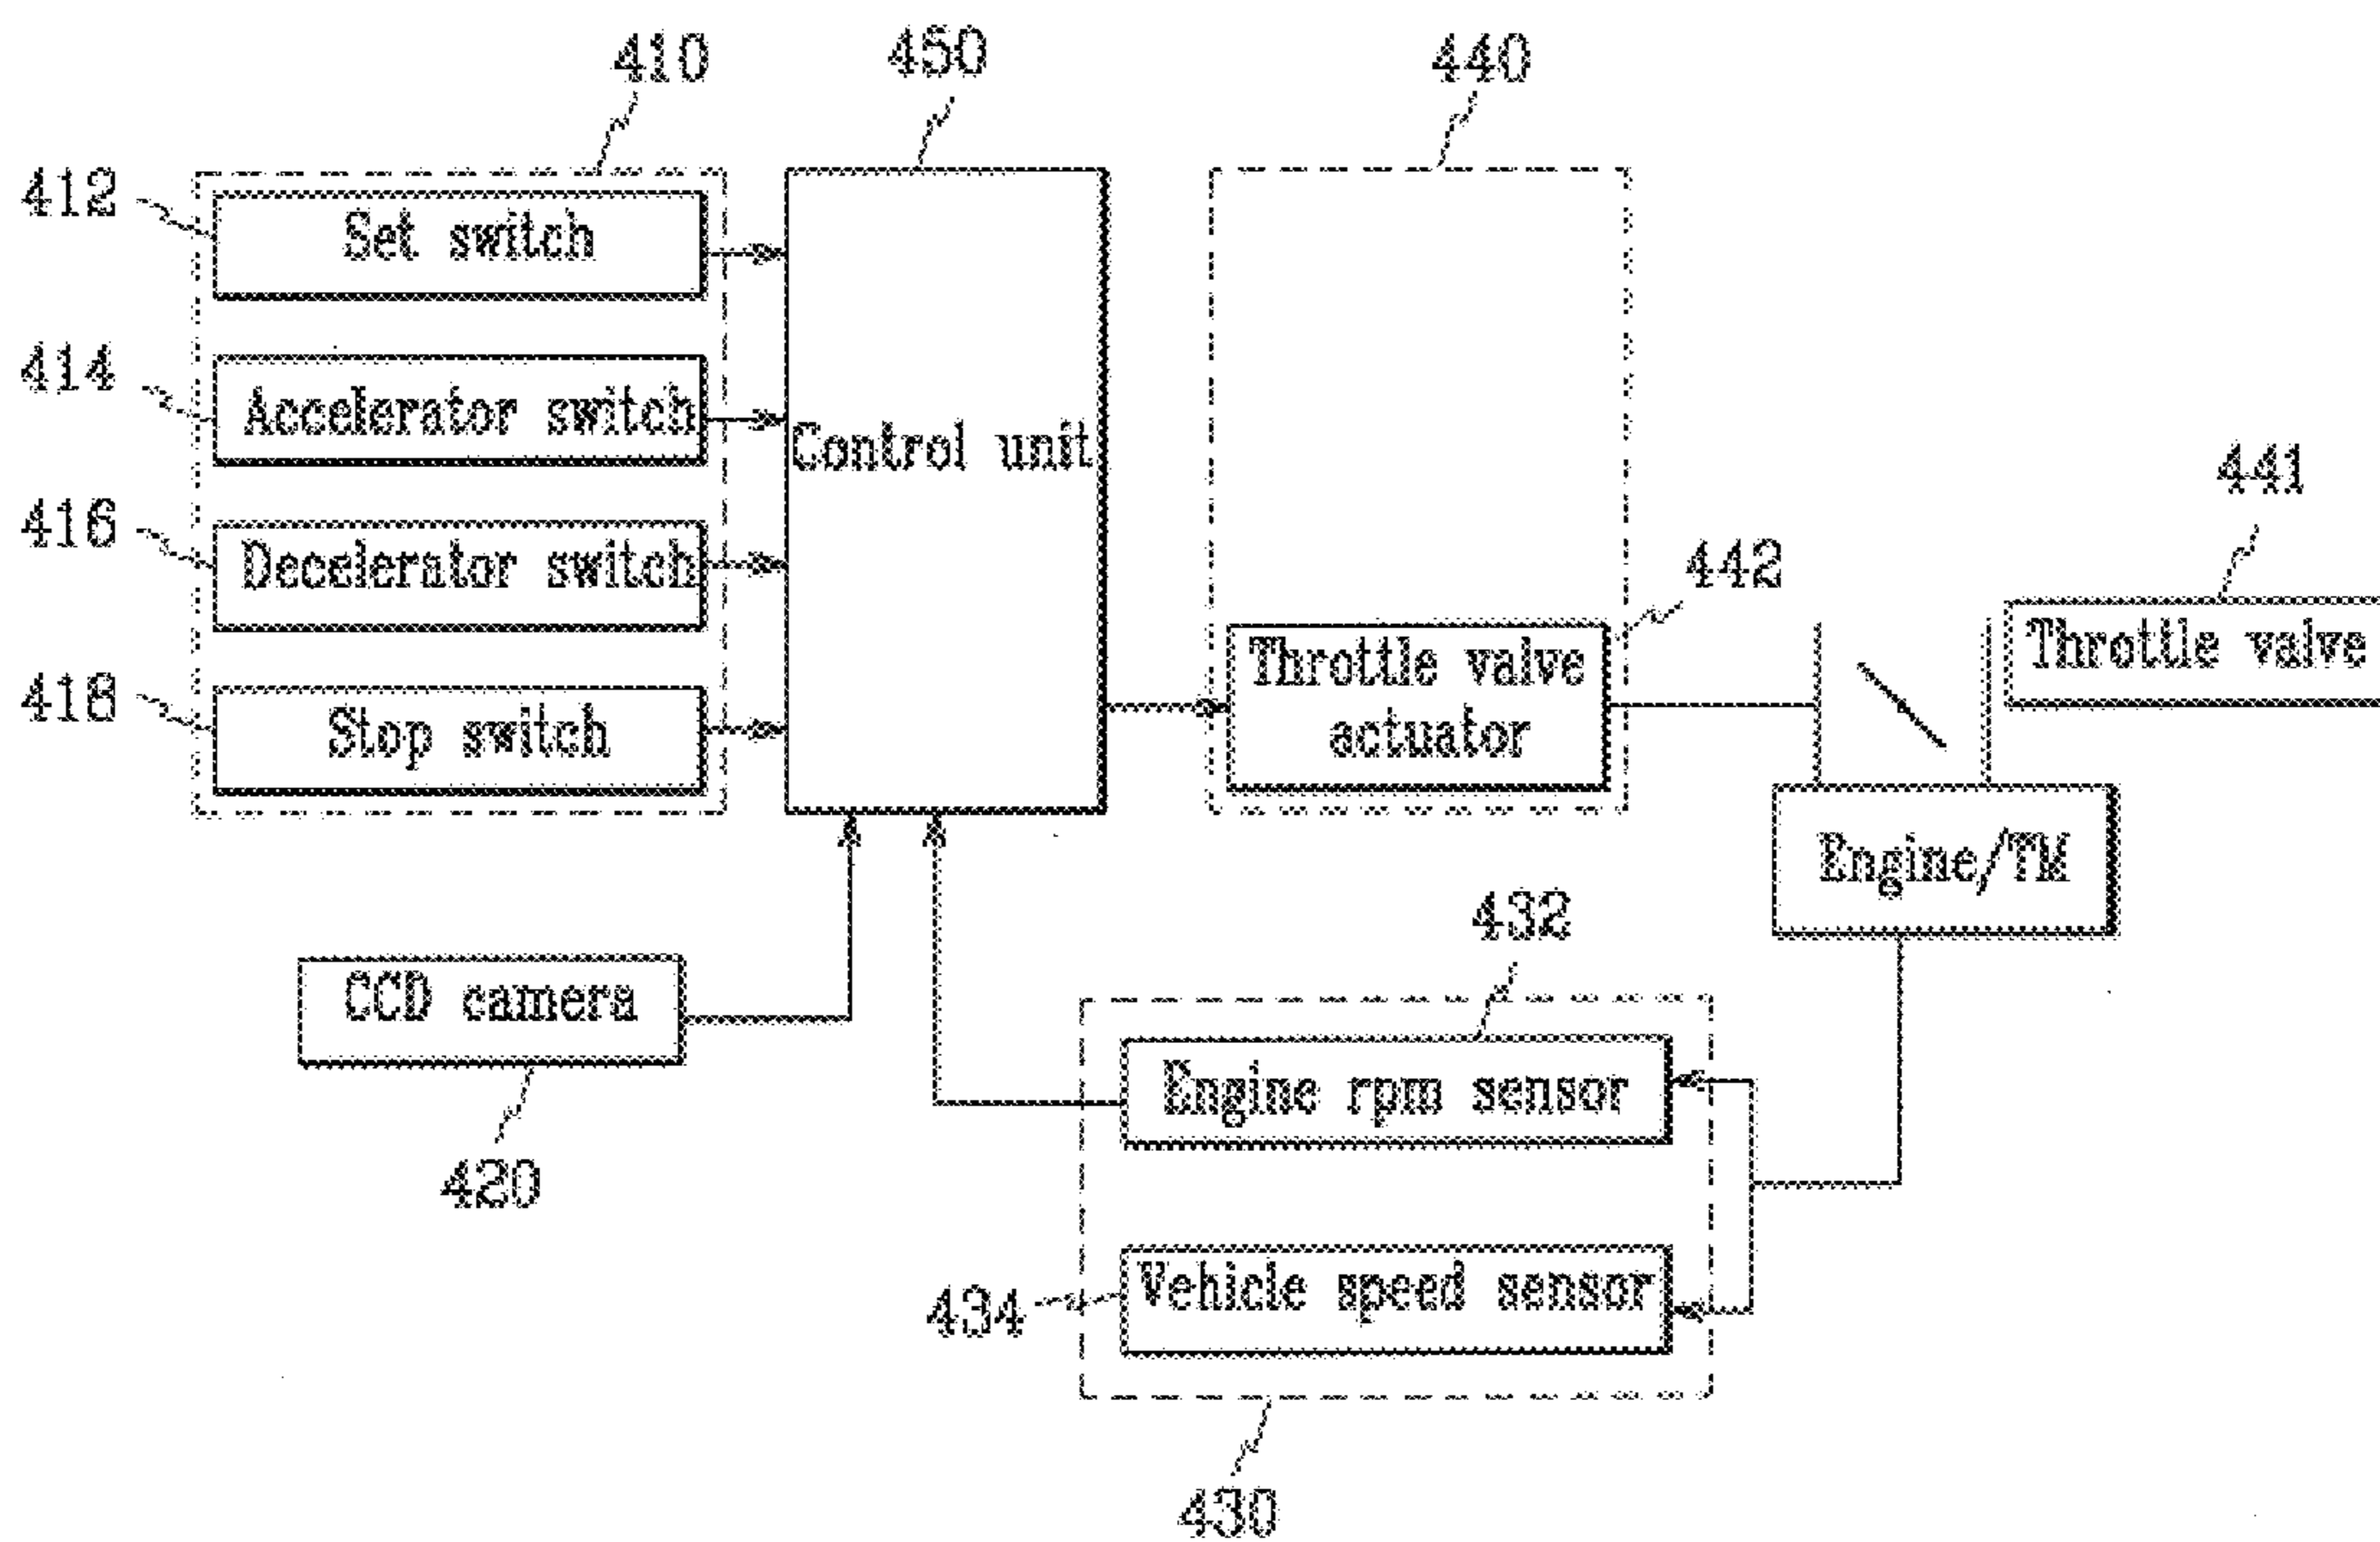 410
450
440
412
Set switch
414
Accelerator switch
Control unit
441
416
Decelerator switch
442
Throttle valve
418
Stop switch
Throttle valve
actuator
Engine/TM
432
CCD camera
Engine rpm sensor
420
434
Vehicle speed sensor
430